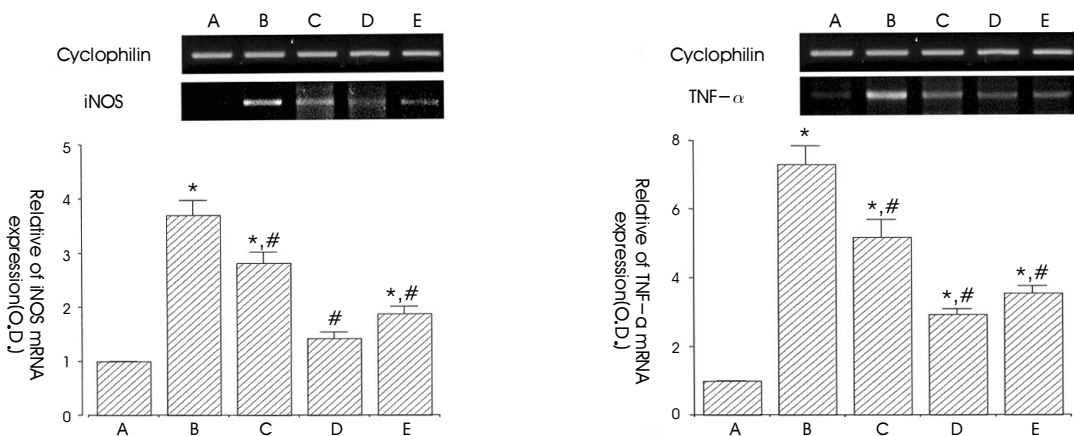 A B C D E
Cyclophilin
iNOS
5
4
3
2
1
0
Relative of iNOS mRNA
expression(O.D.)
*
*,#
#
*,#
A B C D E
A B C D E
Cyclophilin
TNF-α
8
6
4
2
0
Relative of TNF-α mRNA
expression(O.D.)
*
*,#
*,#
*,#
A B C D E